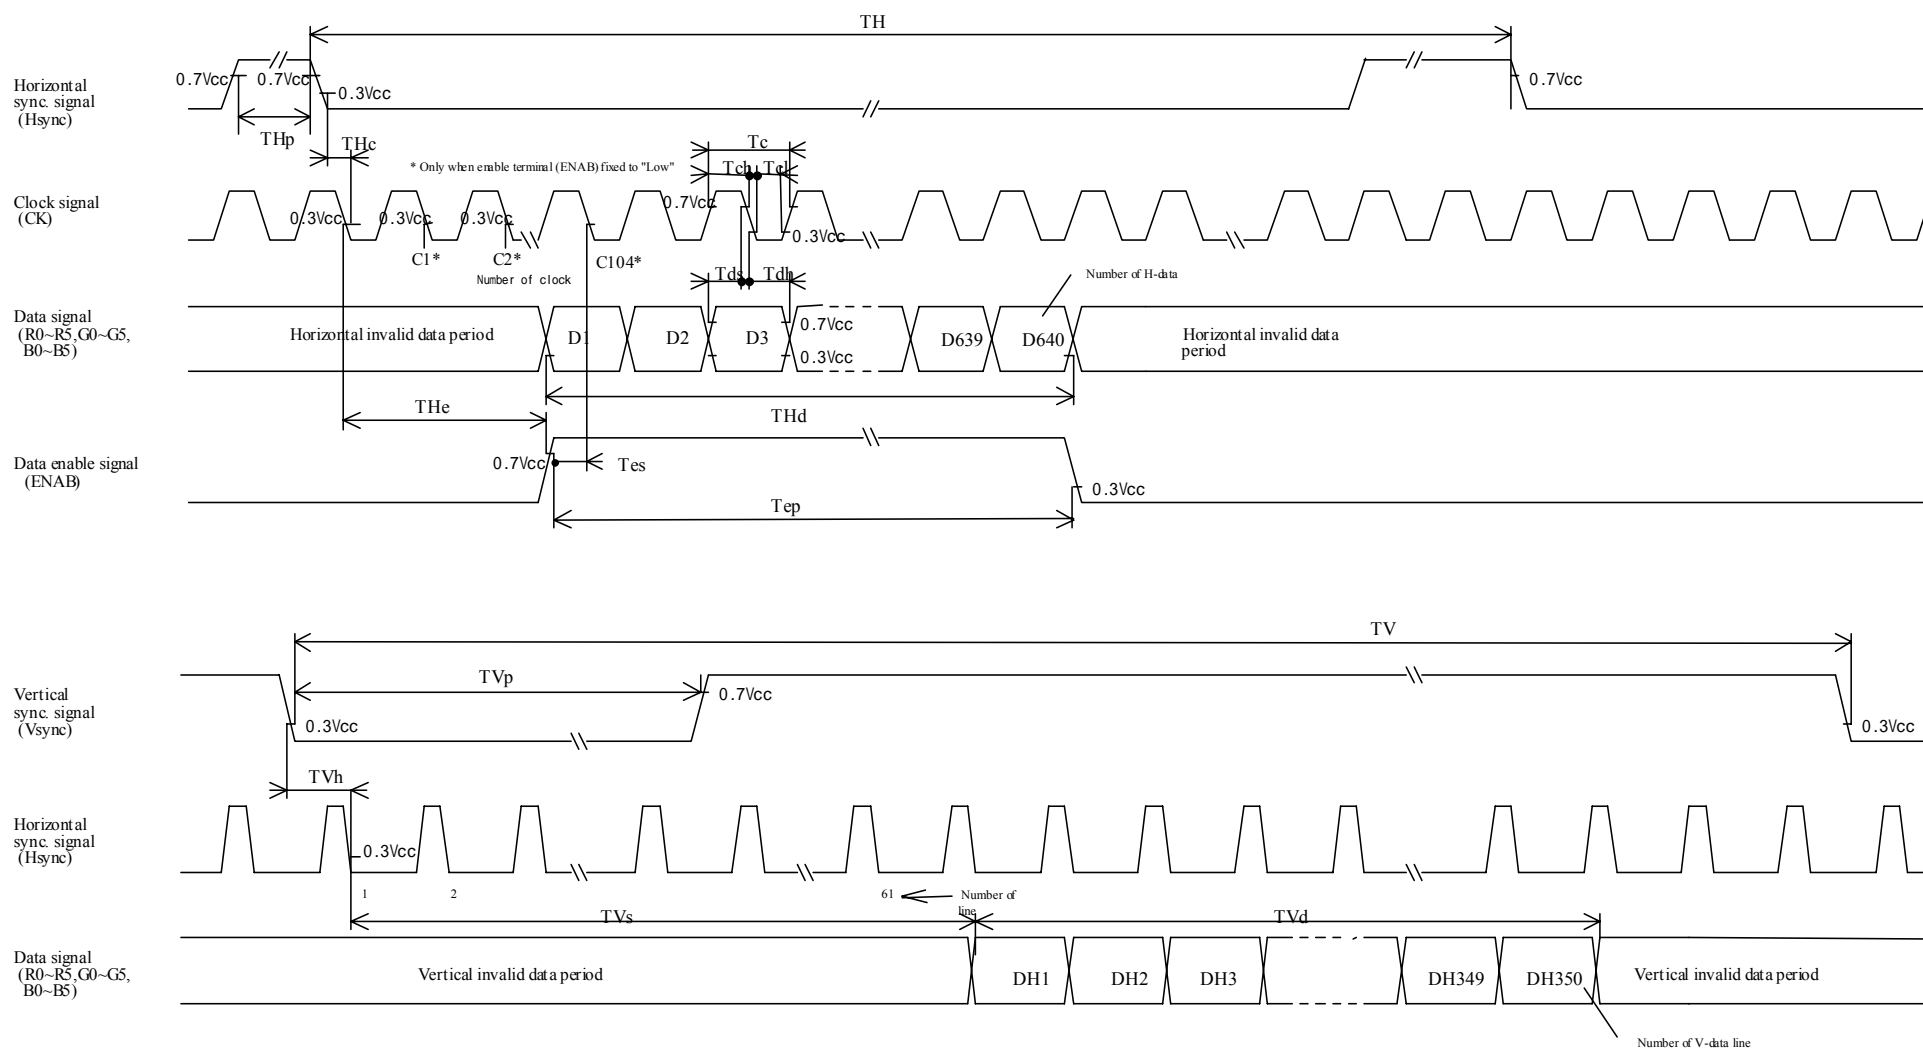 TH
Horizontal
sync. signal
(Hsync)
0.7Vcc
0.7Vcc
0.3Vcc
0.7Vcc
THp
THc
Tc
* Only when enable terminal (ENAB) fixed to "Low"
Tch
Tcl
Clock signal
(CK)
0.3Vcc
0.3Vcc
0.3Vcc
0.7Vcc
0.3Vcc
C1*
C2*
C104*
Number of clock
Tds
Tdh
Number of H-data
Data signal
(R0~R5,G0~G5,
B0~B5)
Horizontal invalid data period
D1
D2
D3
0.7Vcc
0.3Vcc
D639
D640
Horizontal invalid data
period
THe
THd
Data enable signal
(ENAB)
0.7Vcc
Tes
0.3Vcc
Tep
TV
TVp
Vertical
sync. signal
(Vsync)
0.7Vcc
0.3Vcc
0.3Vcc
TVh
Horizontal
sync. signal
(Hsync)
0.3Vcc
1
2
61
Number of
line
TVs
TVd
Data signal
(R0~R5,G0~G5,
B0~B5)
Vertical invalid data period
DH1
DH2
DH3
DH349
DH350
Vertical invalid data period
Number of V-data line